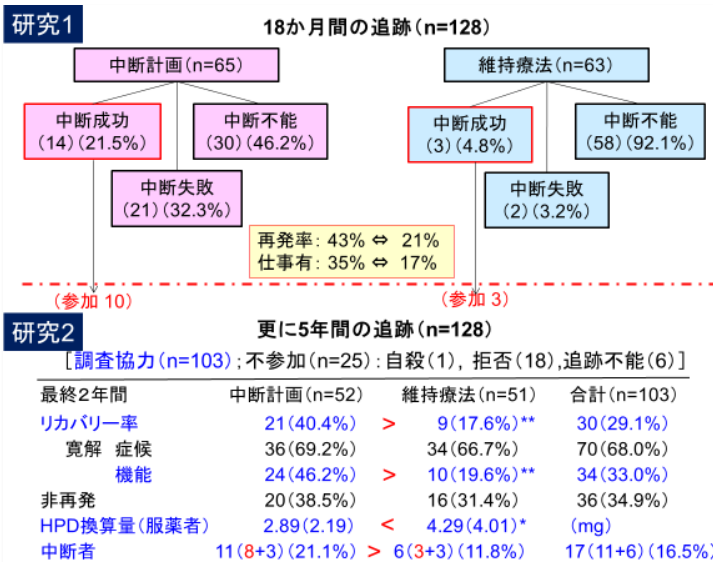 研究1
18か月間の追跡(n=128)
中断計画(n=65)
維持療法(n=63)
中断成功
(14)(21.5%)
中断不能
(30)(46.2%)
中断失敗
(21)(32.3%)
中断成功
(3)(4.8%)
中断不能
(58)(92.1%)
中断失敗
(2)(3.2%)
再発率: 43% ⇔ 21%
仕事有: 35% ⇔ 17%
(参加 10)
(参加 3)
研究2
更に5年間の追跡(n=128)
[調査協力(n=103);不参加(n=25):自殺(1), 拒否(18),追跡不能(6)]
最終2年間 中断計画(n=52) 維持療法(n=51) 合計(n=103)
リカバリー率 21(40.4%) > 9(17.6%)** 30(29.1%)
寛解 症候 36(69.2%) 34(66.7%) 70(68.0%)
機能 24(46.2%) > 10(19.6%)** 34(33.0%)
非再発 20(38.5%) 16(31.4%) 36(34.9%)
HPD換算量(服薬者) 2.89(2.19) < 4.29(4.01)* (mg)
中断者 11(8+3)(21.1%) > 6(3+3)(11.8%) 17(11+6)(16.5%)